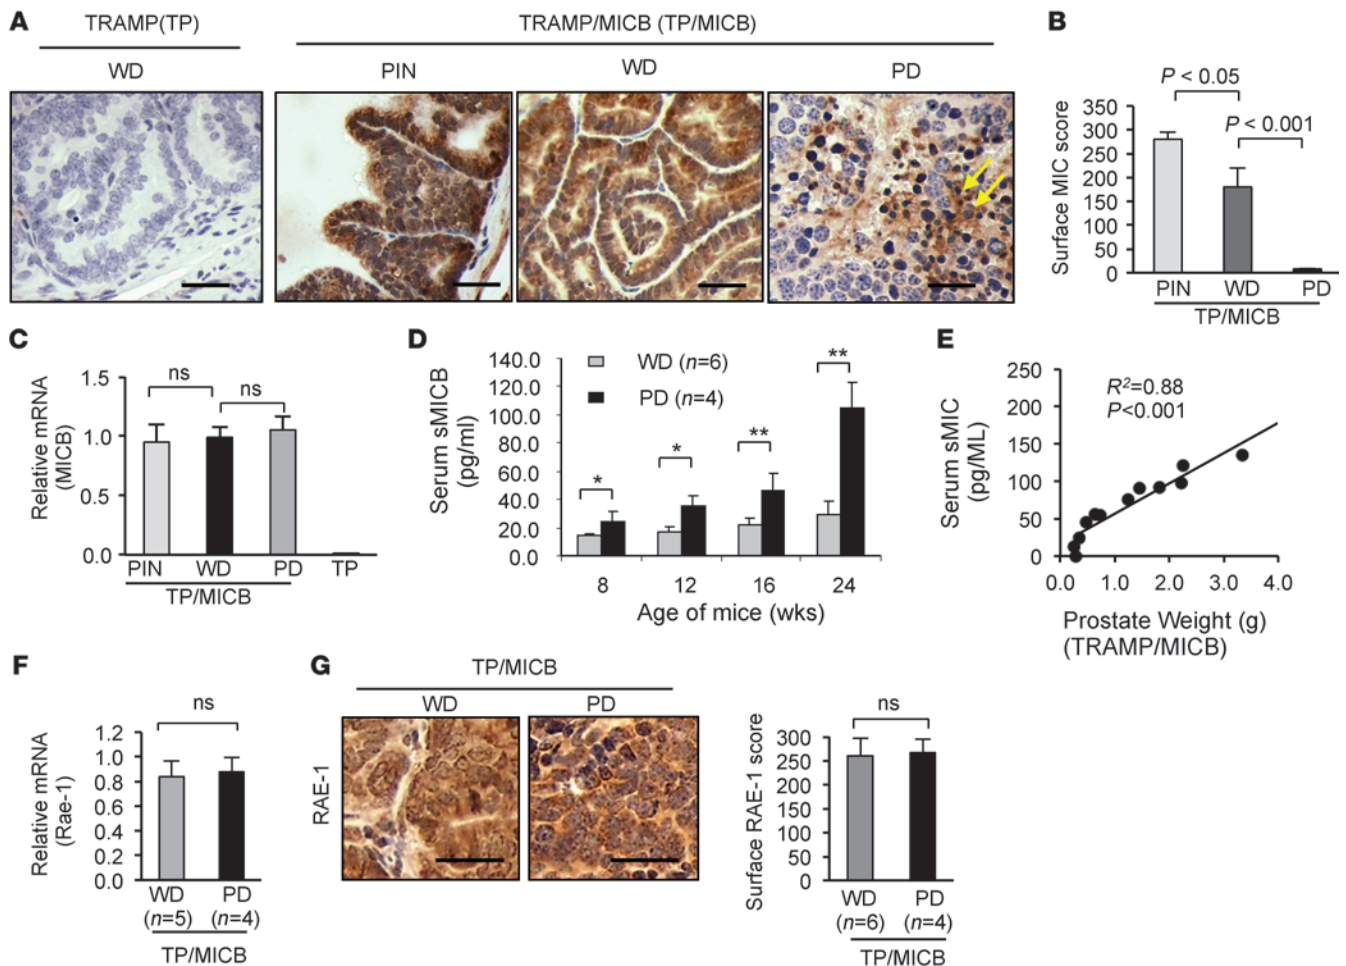 A
TRAMP(TP)
TRAMP/MICB (TP/MICB)
WD
PIN
WD
PD
B
P < 0.05
P < 0.001
Surface MIC score
350
300
250
200
150
100
50
0
PIN
WD
PD
TP/MICB
C
Relative mRNA
(MICB)
1.5
1.0
0.5
0.0
ns
ns
PIN
WD
PD
TP
TP/MICB
D
Serum sMICB
(pg/ml)
140.0
120.0
100.0
80.0
60.0
40.0
20.0
0.0
WD (n=6)
PD (n=4)
*
*
**
**
8
12
16
24
Age of mice (wks)
E
Serum sMIC
(pg/ML)
250
200
150
100
50
0
R²=0.88
P<0.001
0.0
1.0
2.0
3.0
4.0
Prostate Weight (g)
(TRAMP/MICB)
F
Relative mRNA
(Rae-1)
1.2
1.0
0.8
0.6
0.4
0.2
0.0
ns
WD
(n=5)
PD
(n=4)
TP/MICB
G
TP/MICB
WD
PD
RAE-1
Surface RAE-1 score
300
250
200
150
100
50
0
ns
WD
(n=6)
PD
(n=4)
TP/MICB